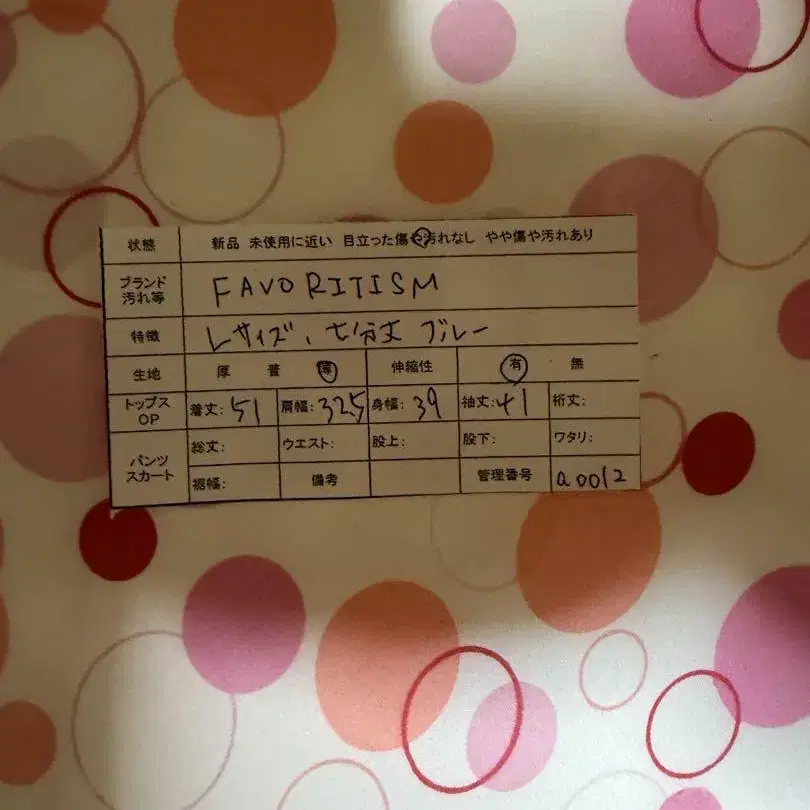 状態 新品 未使用に近い 目立った傷や汚れなし やや傷や汚れあり
ブランド 汚れ等 FAVORITISM
特徴 Lサイズ、七分丈 ブルー
生地 厚 普 薄 伸縮性 有 無
トップス OP 着丈:51 肩幅:32.5 身幅:39 袖丈:41 裄丈:
パンツ スカート 総丈: ウエスト: 股上: 股下: ワタリ:
裾幅: 備考 管理番号 a0012